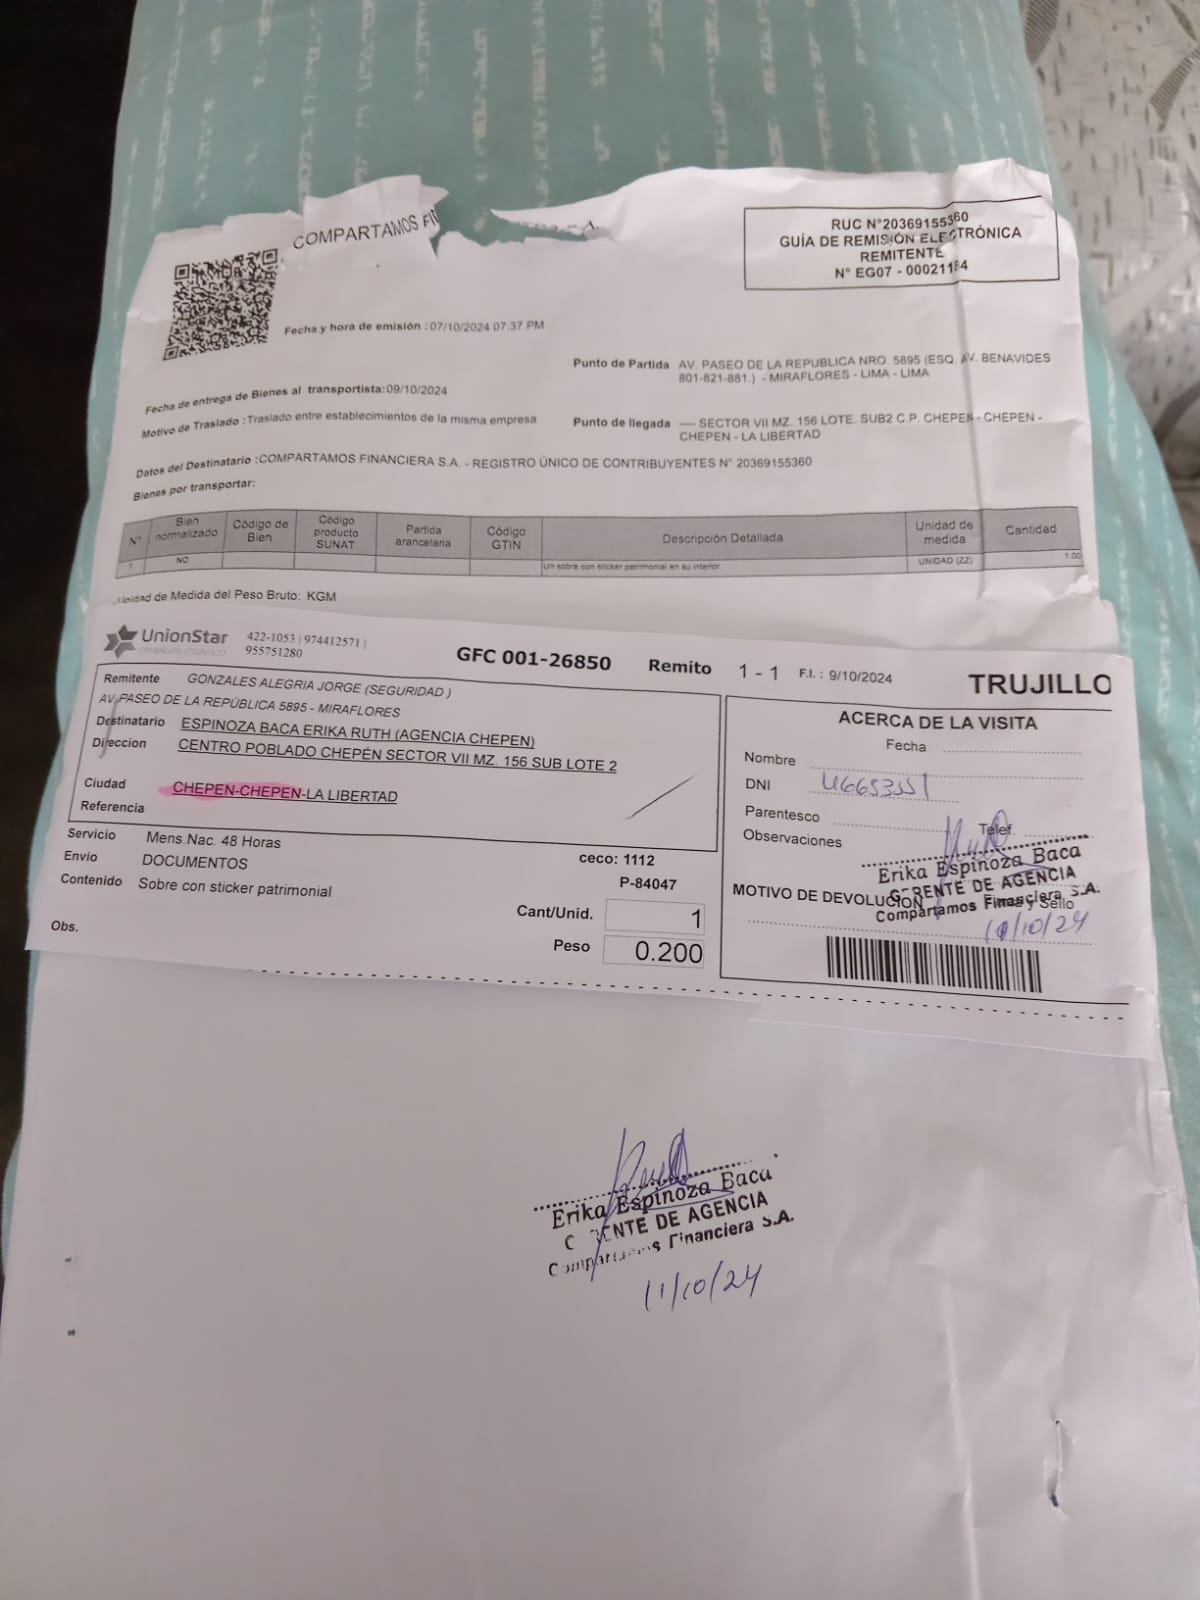 COMPARTAMOS FIN
S.A.
RUC N°20369155360
GUÍA DE REMISIÓN ELECTRÓNICA
REMITENTE
N° EG07 - 00021184
Fecha y hora de emisión :07/10/2024 07:37 PM
Punto de Partida AV. PASEO DE LA REPUBLICA NRO. 5895 (ESQ. AV. BENAVIDES
801-821-881.) - MIRAFLORES - LIMA - LIMA
Fecha de entrega de Bienes al transportista:09/10/2024
Motivo de Traslado :Traslado entre establecimientos de la misma empresa
Punto de llegada ---- SECTOR VII MZ. 156 LOTE. SUB2 C.P. CHEPEN - CHEPEN -
CHEPEN - LA LIBERTAD
Datos del Destinatario :COMPARTAMOS FINANCIERA S.A. - REGISTRO ÚNICO DE CONTRIBUYENTES N° 20369155360
Bienes por transportar:
N° Bien normalizado Código de Bien Código producto SUNAT Partida arancelaria Código GTIN Descripción Detallada Unidad de medida Cantidad
1 NO Un sobre con sticker patrimonial en su interior UNIDAD (ZZ) 1.00
Unidad de Medida del Peso Bruto: KGM
UnionStar
OPERADOR LOGÍSTICO
422-1053 | 974412571 |
955751280
GFC 001-26850 Remito 1 - 1 F.I.: 9/10/2024 TRUJILLO
Remitente GONZALES ALEGRIA JORGE (SEGURIDAD )
AV.PASEO DE LA REPÚBLICA 5895 - MIRAFLORES
Destinatario ESPINOZA BACA ERIKA RUTH (AGENCIA CHEPEN)
Direccion CENTRO POBLADO CHEPÉN SECTOR VII MZ. 156 SUB LOTE 2
Ciudad CHEPEN-CHEPEN-LA LIBERTAD
Referencia
Servicio Mens.Nac. 48 Horas
Envio DOCUMENTOS
Contenido Sobre con sticker patrimonial
Obs.
ceco: 1112
P-84047
Cant/Unid. 1
Peso 0.200
ACERCA DE LA VISITA
Fecha
Nombre
DNI 46653551
Parentesco
Telef.
Observaciones
Erika Espinoza Baca
GERENTE DE AGENCIA
Compartamos Financiera S.A.
MOTIVO DE DEVOLUCION Firma y Sello
/10/24
Erika Espinoza Baca
G RENTE DE AGENCIA
Compartamos Financiera S.A.
11/10/24